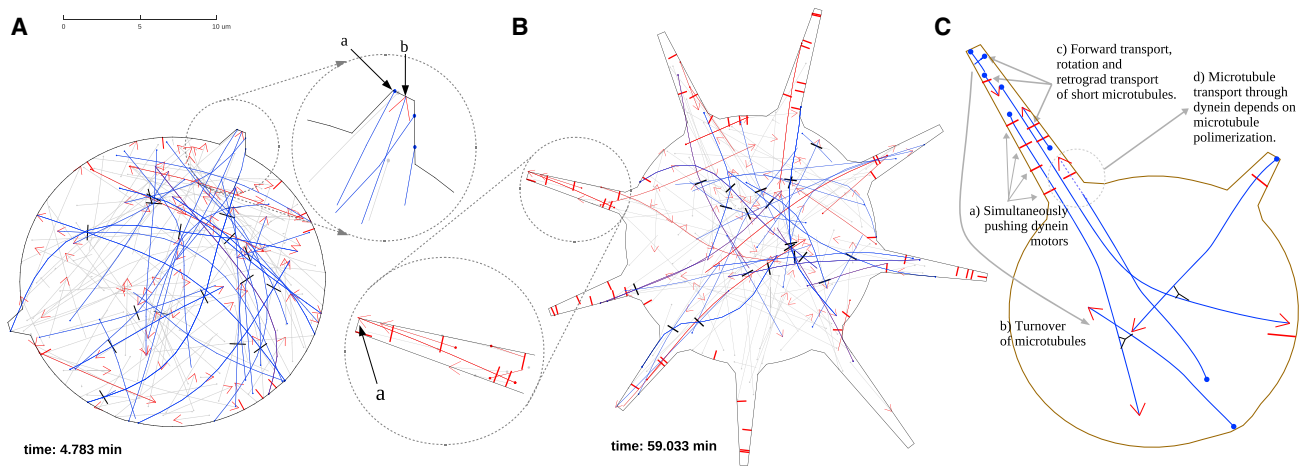 A
0
5
10 um
a
b
time: 4.783 min
B
a
time: 59.033 min
C
c) Forward transport,
rotation and
retrograd transport
of short microtubules.
d) Microtubule
transport through
dynein depends on
microtubule
polimerization.
a) Simultaneously
pushing dynein
motors
b) Turnover
of microtubules